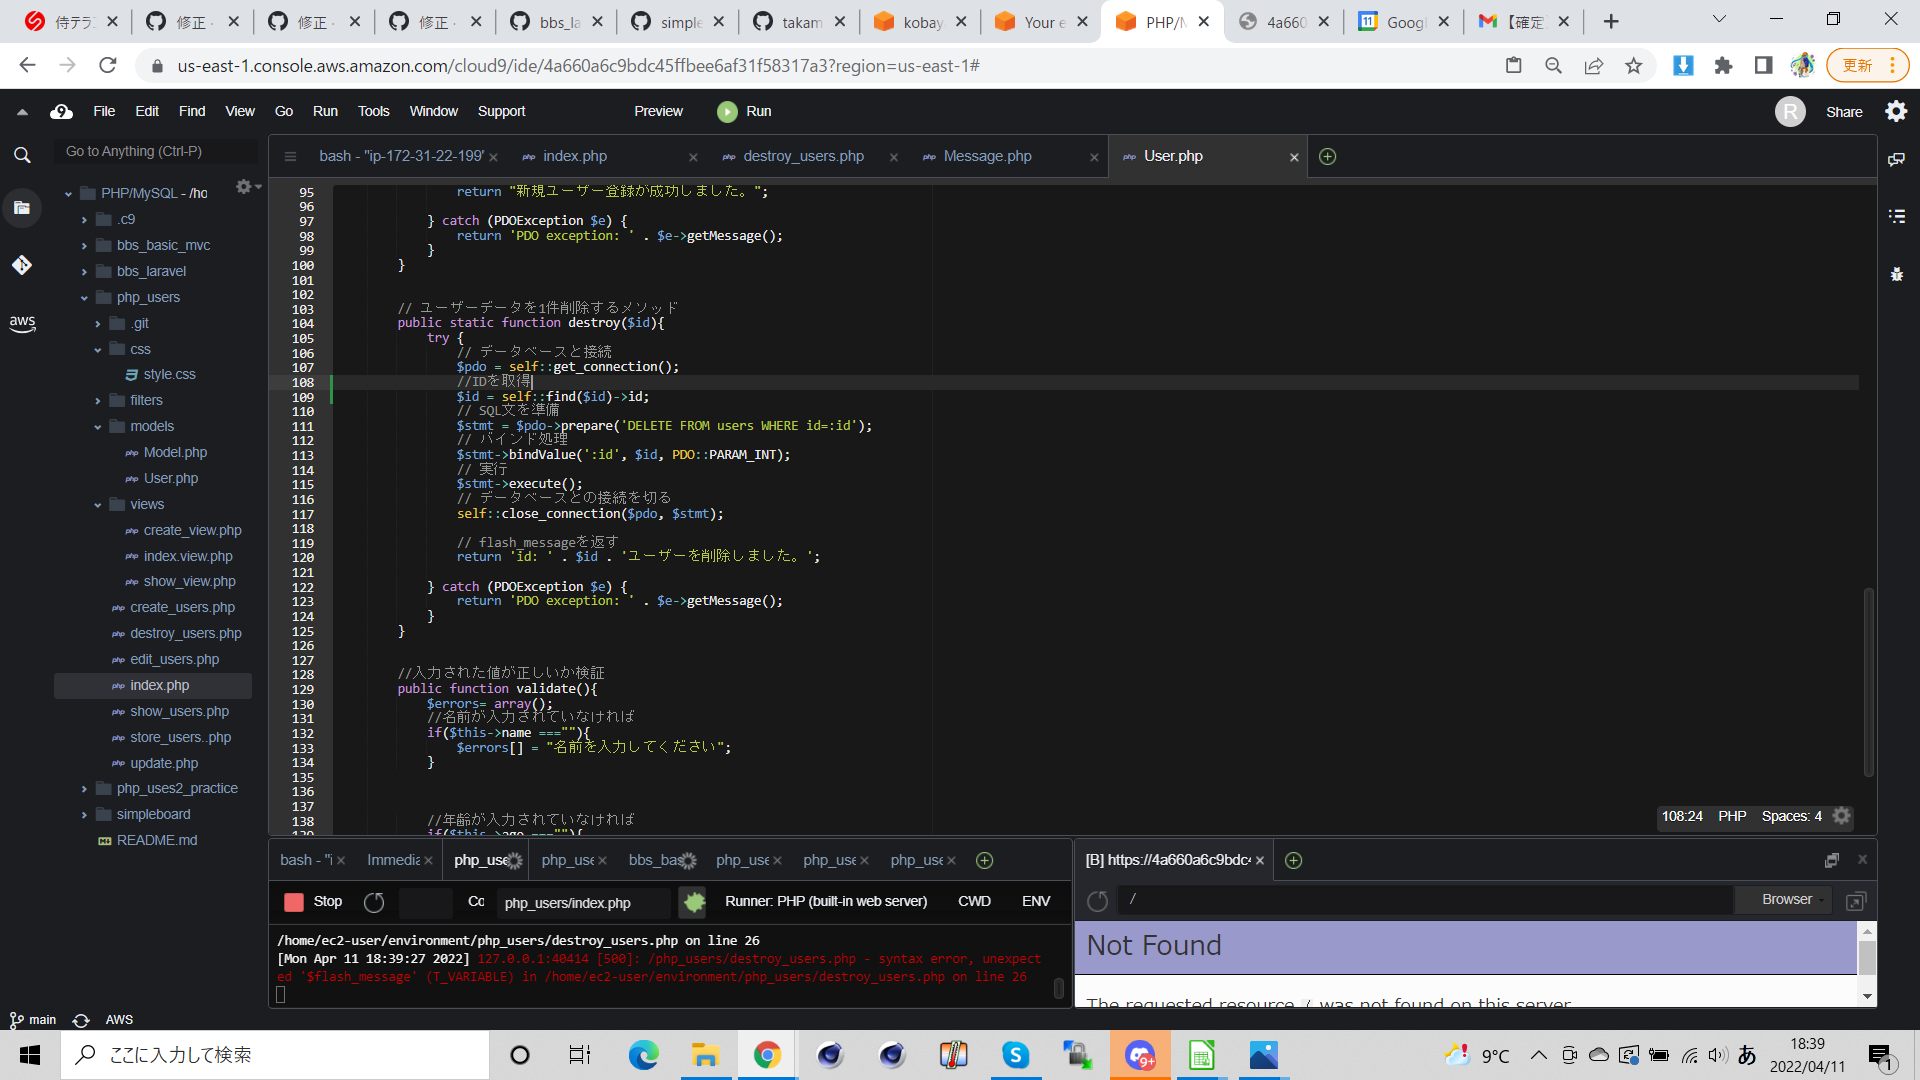 侍テラ
修正 ·
修正 ·
修正 ·
bbs_la
simple
takam
kobay
Your e
PHP/M
4a660
Googl
【確定
us-east-1.console.aws.amazon.com/cloud9/ide/4a660a6c9bdc45ffbee6af31f58317a3?region=us-east-1#
更新
File Edit Find View Go Run Tools Window Support Preview Run
R Share
Go to Anything (Ctrl-P)
PHP/MySQL - /ho
.c9
bbs_basic_mvc
bbs_laravel
php_users
.git
css
style.css
filters
models
Model.php
User.php
views
create_view.php
index.view.php
show_view.php
create_users.php
destroy_users.php
edit_users.php
index.php
show_users.php
store_users..php
update.php
php_uses2_practice
simpleboard
README.md
aws
bash - "ip-172-31-22-199" index.php destroy_users.php Message.php User.php
95 return "新規ユーザー登録が成功しました。";
96
97 } catch (PDOException $e) {
98 return 'PDO exception: ' . $e->getMessage();
99 }
100 }
101
102
103 // ユーザーデータを1件削除するメソッド
104 public static function destroy($id){
105 try {
106 // データベースと接続
107 $pdo = self::get_connection();
108 //IDを取得
109 $id = self::find($id)->id;
110 // SQL文を準備
111 $stmt = $pdo->prepare('DELETE FROM users WHERE id=:id');
112 // バインド処理
113 $stmt->bindValue(':id', $id, PDO::PARAM_INT);
114 // 実行
115 $stmt->execute();
116 // データベースとの接続を切る
117 self::close_connection($pdo, $stmt);
118
119 // flash_messageを返す
120 return 'id: ' . $id . 'ユーザーを削除しました。';
121
122 } catch (PDOException $e) {
123 return 'PDO exception: ' . $e->getMessage();
124 }
125 }
126
127
128 //入力された値が正しいか検証
129 public function validate(){
130 $errors= array();
131 //名前が入力されていなければ
132 if($this->name ===""){
133 $errors[] = "名前を入力してください";
134 }
135
136
137
138 //年齢が入力されていなければ
139 if($this->age ===""){
108:24 PHP Spaces: 4
bash - "i Immedia php_use php_use bbs_bas php_use php_use php_use
Stop Co php_users/index.php Runner: PHP (built-in web server) CWD ENV
/home/ec2-user/environment/php_users/destroy_users.php on line 26
[Mon Apr 11 18:39:27 2022] 127.0.0.1:40414 [500]: /php_users/destroy_users.php - syntax error, unexpect
ed '$flash_message' (T_VARIABLE) in /home/ec2-user/environment/php_users/destroy_users.php on line 26
[B] https://4a660a6c9bdc4
/ Browser
Not Found
The requested resource / was not found on this server
main AWS
ここに入力して検索
9+
9°C
あ
18:39
2022/04/11
1